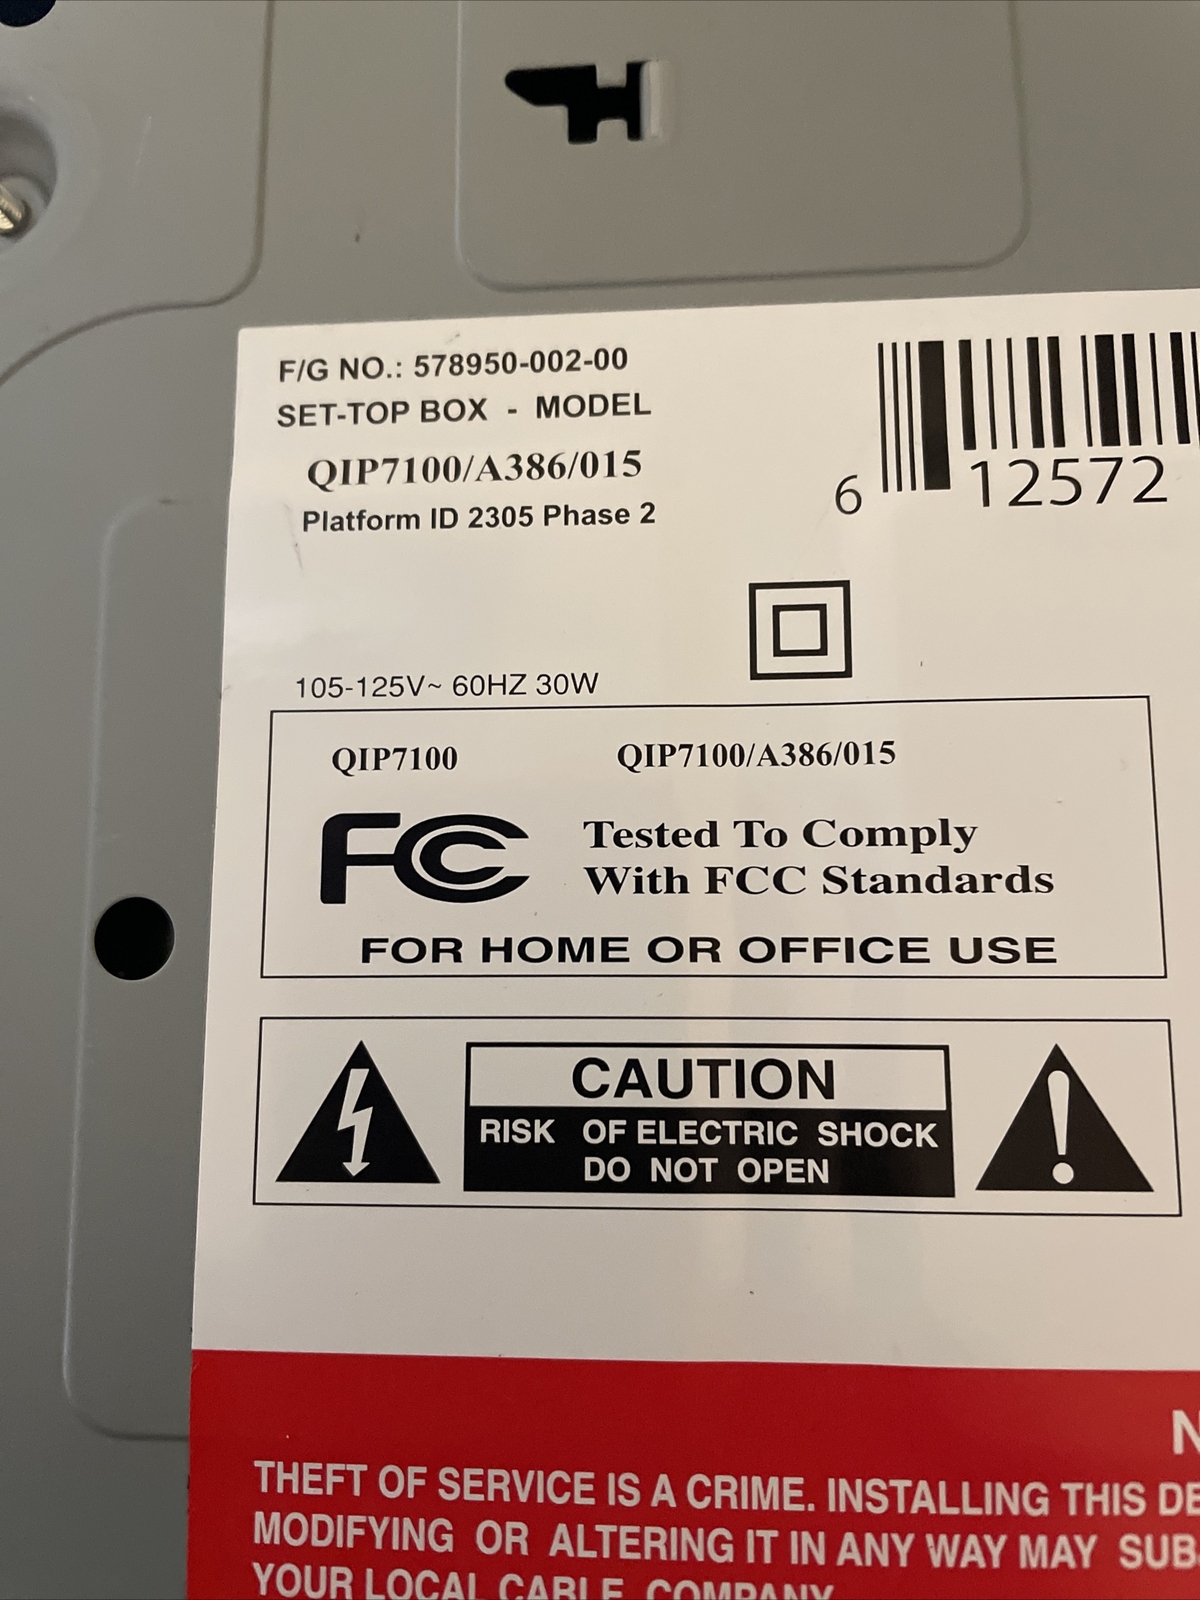 F/G NO.: 578950-002-00
SET-TOP BOX - MODEL
QIP7100/A386/015
Platform ID 2305 Phase 2
6 12572
105-125V~ 60HZ 30W
QIP7100 QIP7100/A386/015
FC Tested To Comply
With FCC Standards
FOR HOME OR OFFICE USE
CAUTION
RISK OF ELECTRIC SHOCK
DO NOT OPEN
N
THEFT OF SERVICE IS A CRIME. INSTALLING THIS DE
MODIFYING OR ALTERING IT IN ANY WAY MAY SUB
YOUR LOCAL CABLE COMPANY